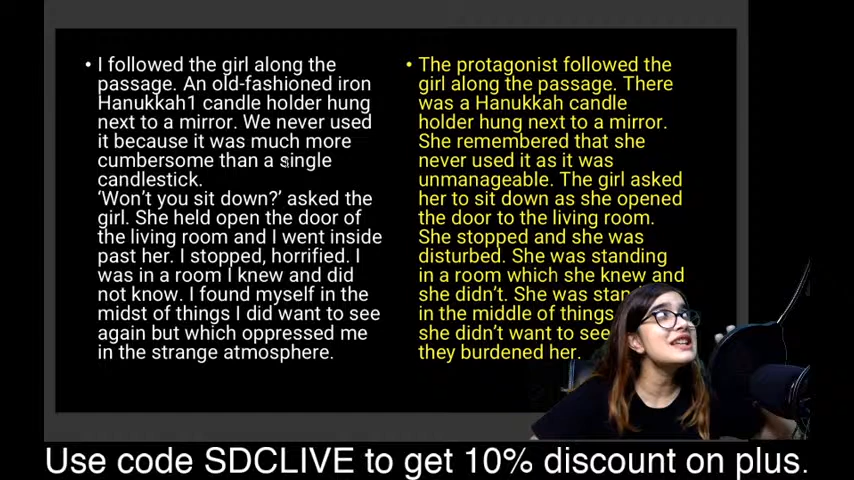 • I followed the girl along the
passage. An old-fashioned iron
Hanukkah1 candle holder hung
next to a mirror. We never used
it because it was much more
cumbersome than a single
candlestick.
‘Won’t you sit down?’ asked the
girl. She held open the door of
the living room and I went inside
past her. I stopped, horrified. I
was in a room I knew and did
not know. I found myself in the
midst of things I did want to see
again but which oppressed me
in the strange atmosphere.
• The protagonist followed the
girl along the passage. There
was a Hanukkah candle
holder hung next to a mirror.
She remembered that she
never used it as it was
unmanageable. The girl asked
her to sit down as she opened
the door to the living room.
She stopped and she was
disturbed. She was standing
in a room which she knew and
she didn’t. She was
in the middle of things
she didn’t want to see
they burdened her.
Use code SDCLIVE to get 10% discount on plus.